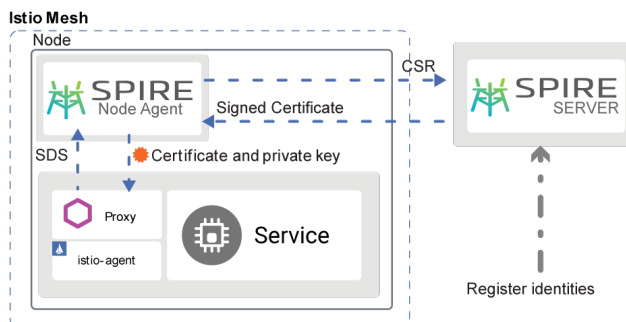 Istio Mesh
Node
CSR
SPIRE
Node Agent
Signed Certificate
SPIRE
SERVER
SDS
Certificate and private key
Proxy
istio-agent
Service
Register identities